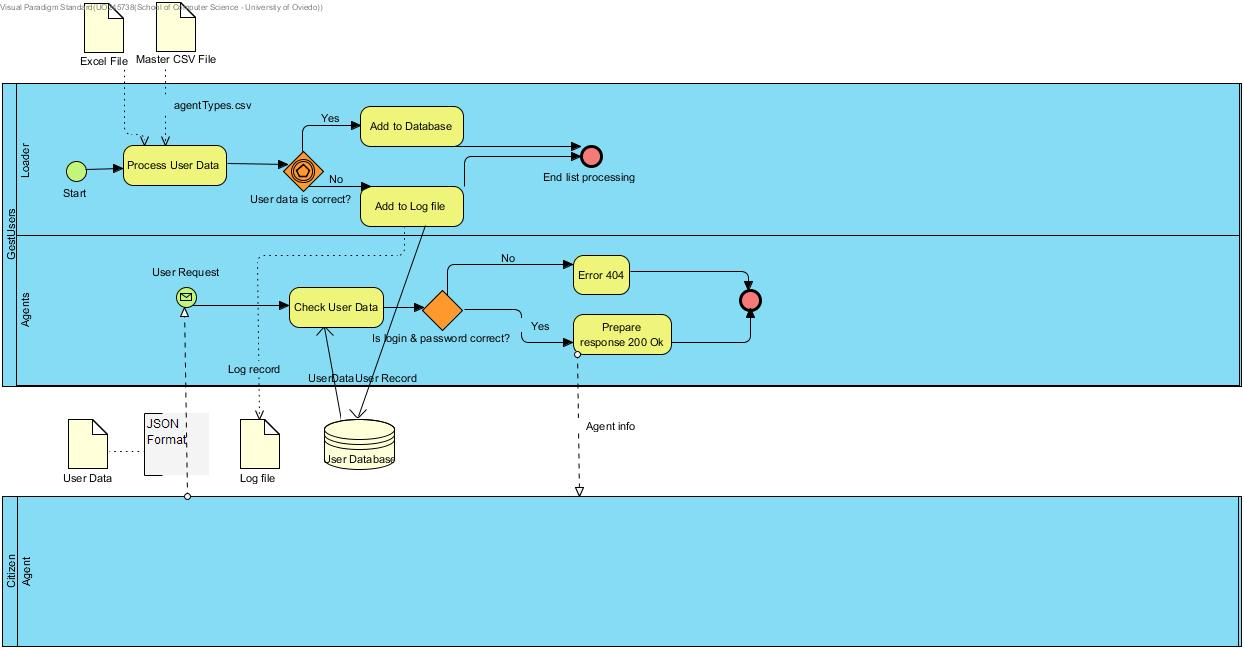 Visual Paradigm Standard(UO245738(School of Computer Science - University of Oviedo))
Excel File
Master CSV File
agentTypes.csv
GestUsers
Loader
Start
Process User Data
User data is correct?
Yes
No
Add to Database
Add to Log file
End list processing
Agents
User Request
Check User Data
Is login & password correct?
No
Yes
Error 404
Prepare
response 200 Ok
Log record
UserData
User Record
Agent info
JSON
Format
User Data
Log file
User Database
Citizen
Agent